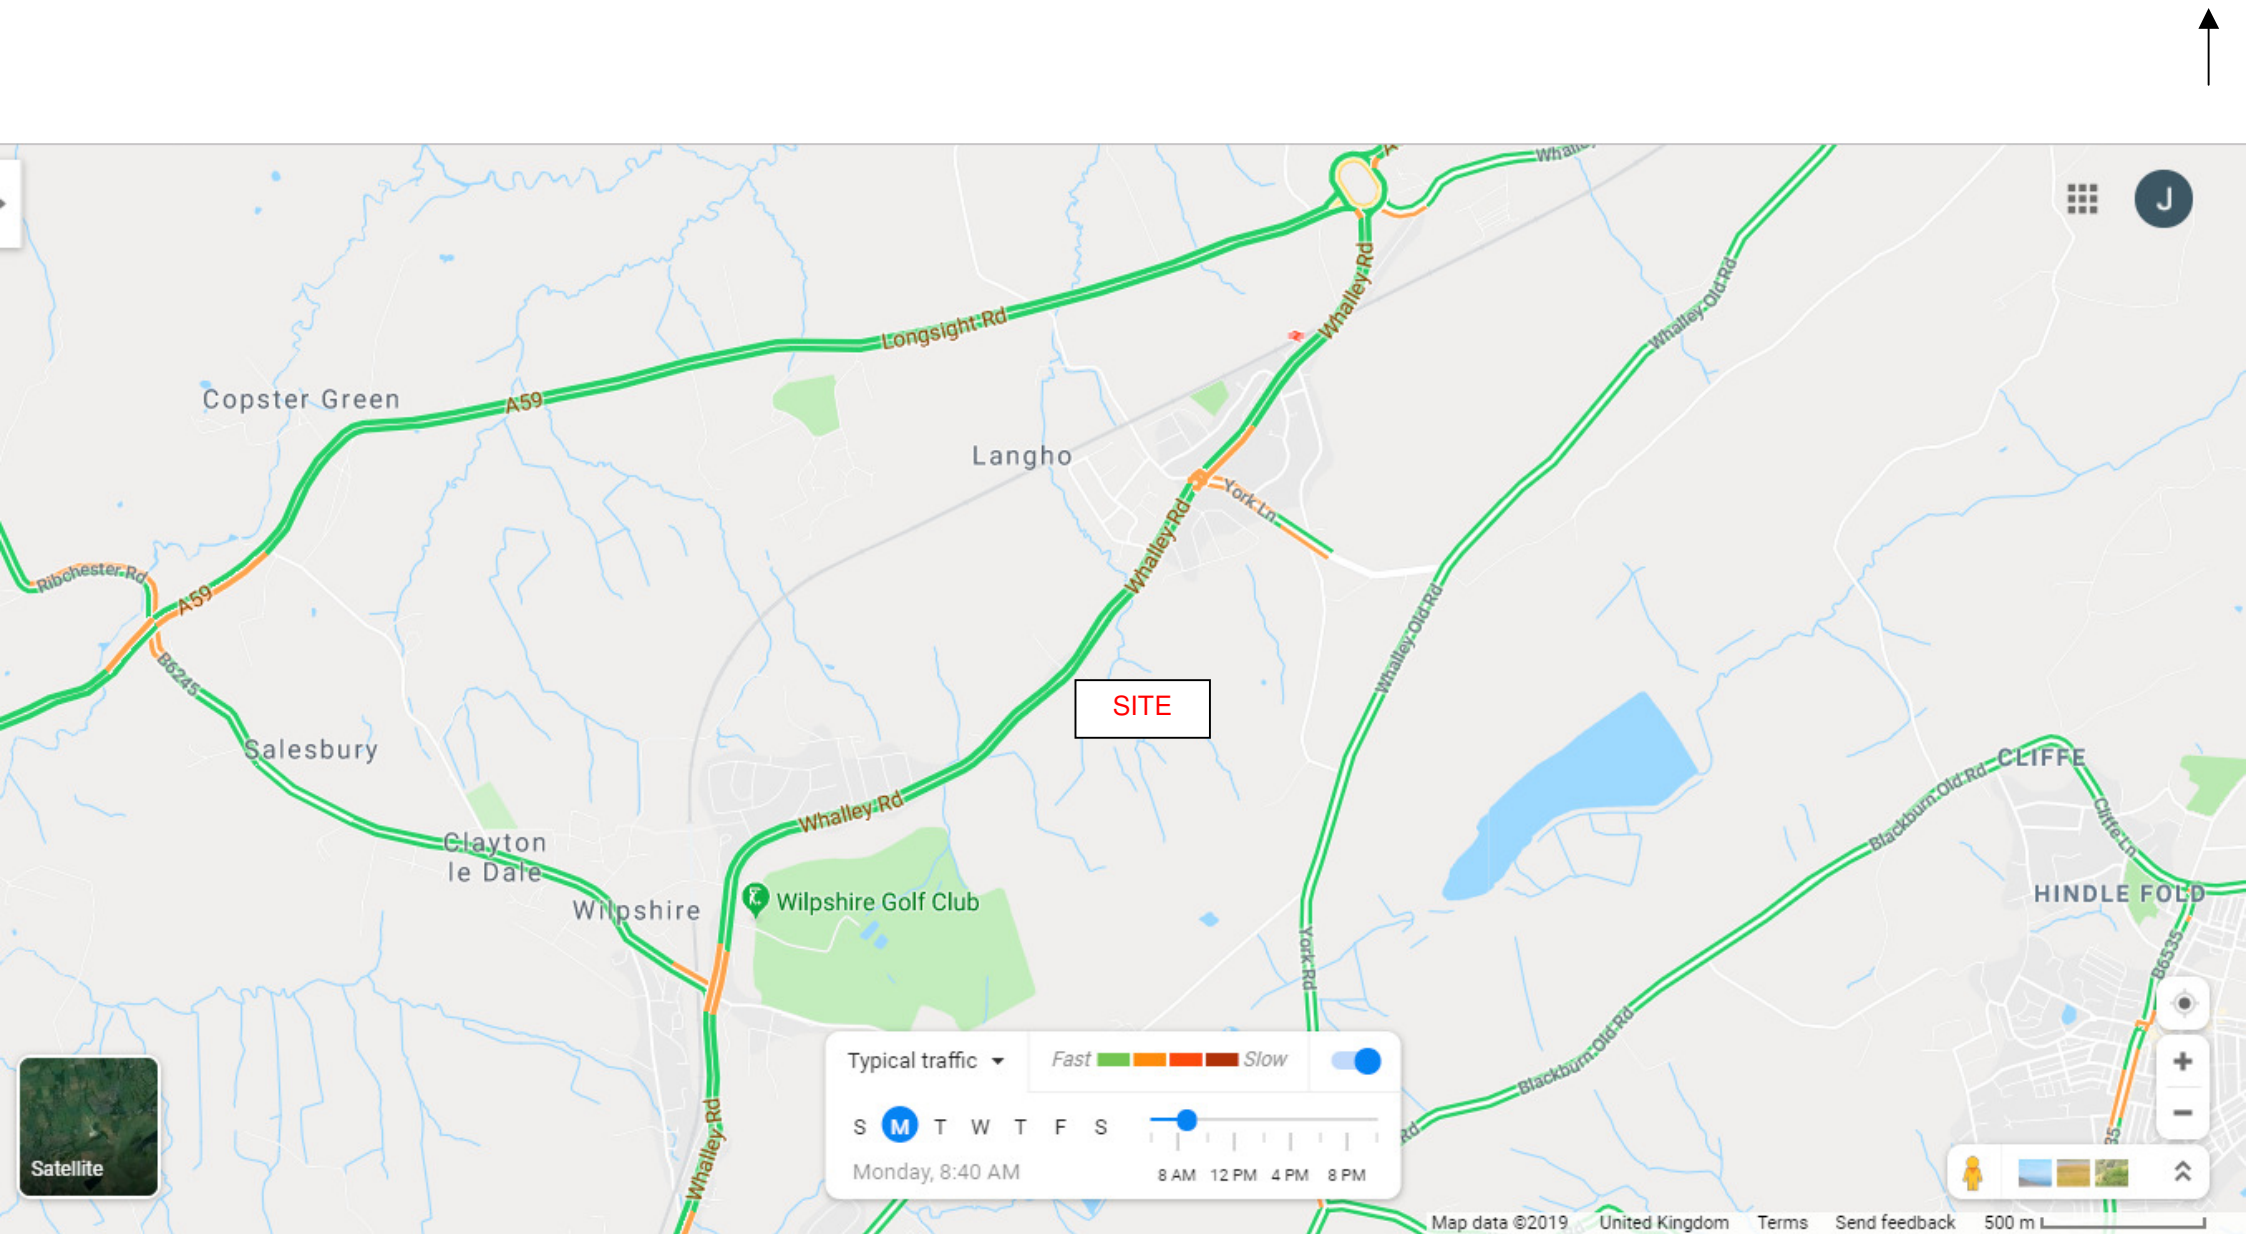 Whalley
J
Whalley Rd
Longsight Rd
Whalley Old Rd
Copster Green
A59
Langho
York Ln
Whalley Rd
Ribchester Rd
A59
Whalley Old Rd
B6245
SITE
Salesbury
CLIFFE
Blackburn Old Rd
Cliffe Ln
Whalley Rd
Clayton
le Dale
Wilpshire
Wilpshire Golf Club
HINDLE FOLD
York Rd
B6535
Blackburn Old Rd
Typical traffic
Fast
Slow
S M T W T F S
Monday, 8:40 AM
8 AM 12 PM 4 PM 8 PM
Rd
35
Whalley Rd
Satellite
Map data ©2019 United Kingdom Terms Send feedback 500 m